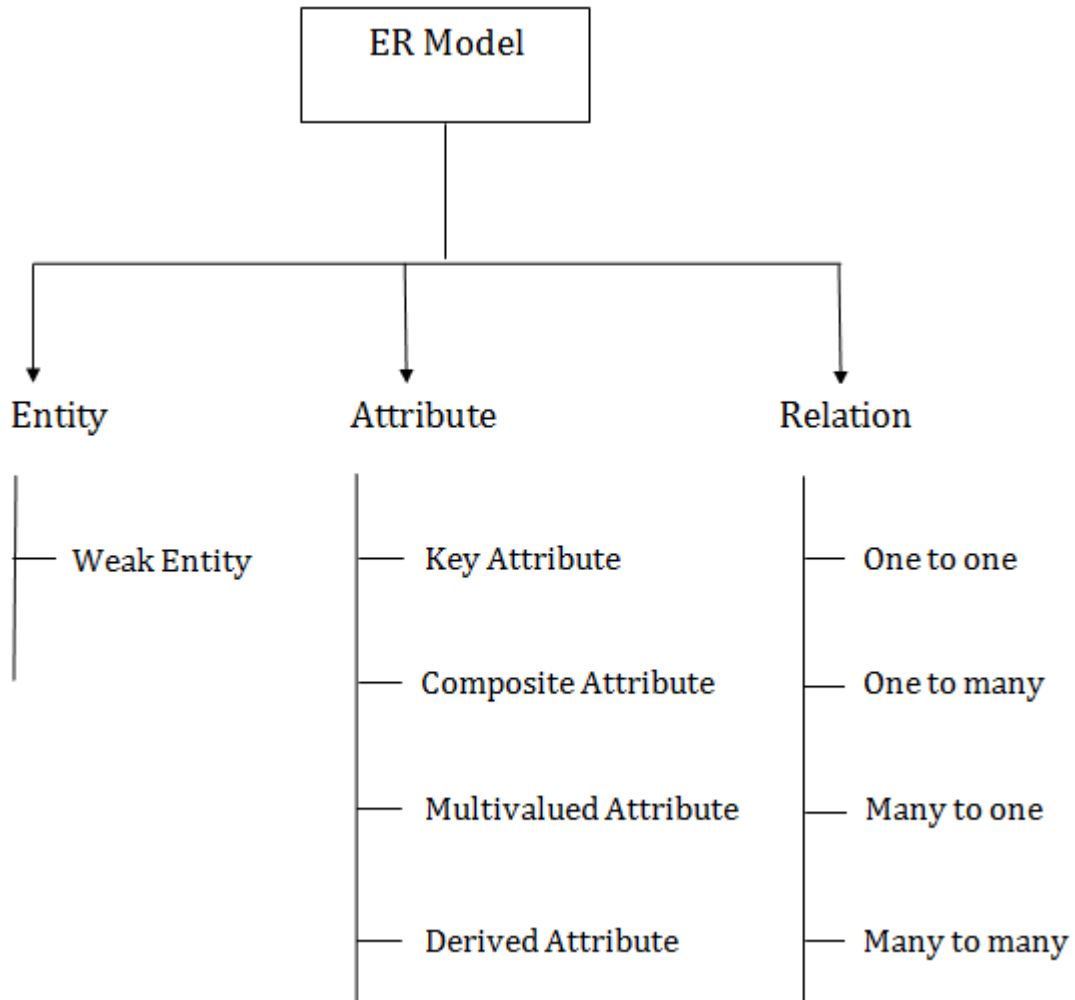 ER Model
Entity
Attribute
Relation
Weak Entity
Key Attribute
One to one
Composite Attribute
One to many
Multivalued Attribute
Many to one
Derived Attribute
Many to many